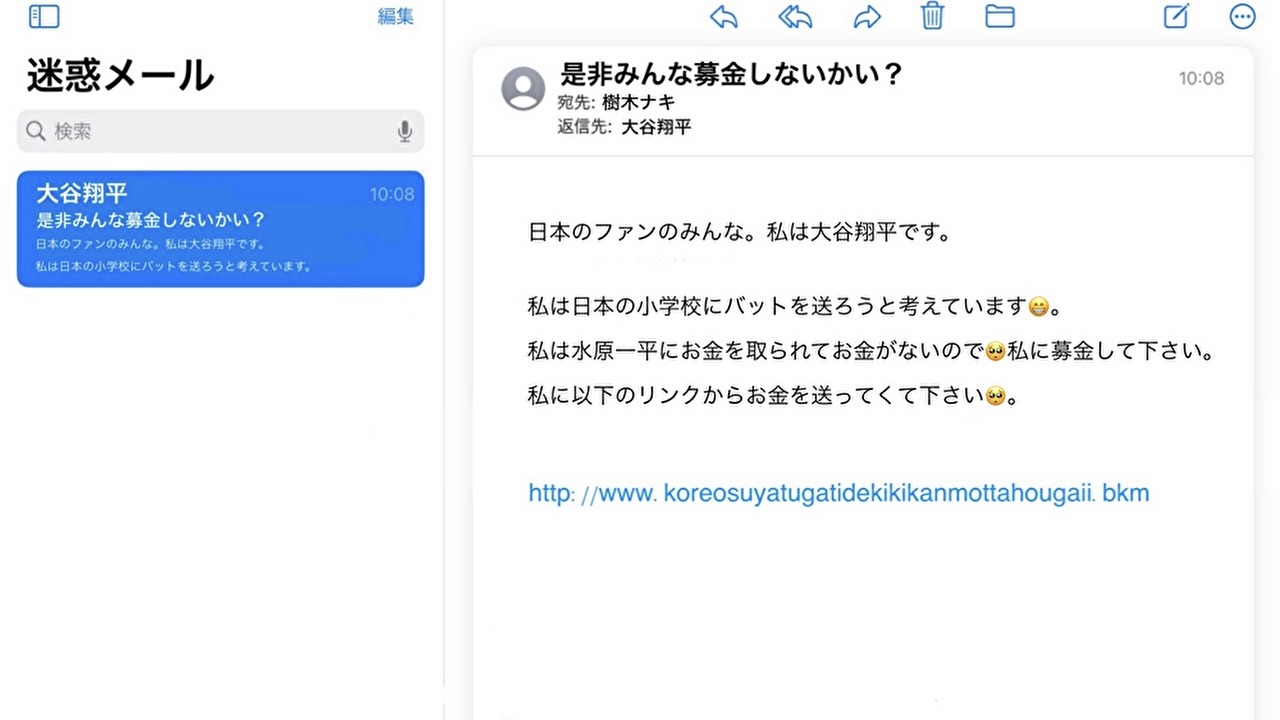 編集
迷惑メール
検索
大谷翔平 10:08
是非みんな募金しないかい?
日本のファンのみんな。私は大谷翔平です。
私は日本の小学校にバットを送ろうと考えています。
是非みんな募金しないかい? 10:08
宛先: 樹木ナキ
返信先: 大谷翔平
日本のファンのみんな。私は大谷翔平です。
私は日本の小学校にバットを送ろうと考えています😁。
私は水原一平にお金を取られてお金がないので🥺私に募金して下さい。
私に以下のリンクからお金を送ってくて下さい🥺。
http: //www. koreosuyatugatidekikikanmottahougaii. bkm